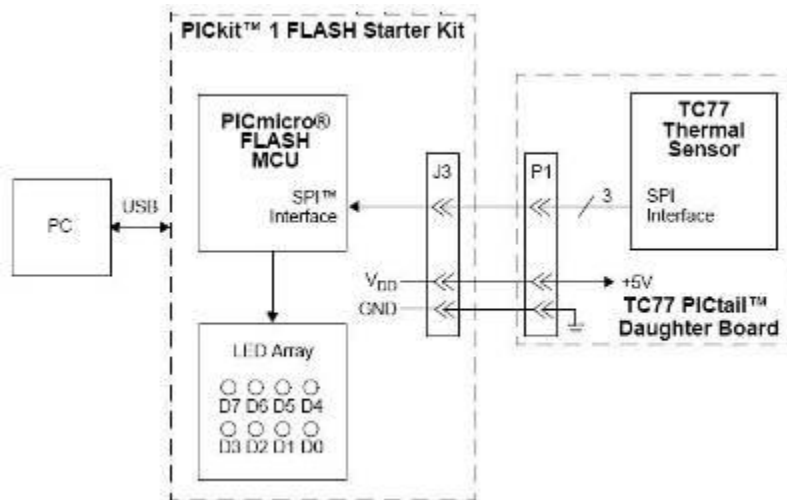 PICkit™ 1 FLASH Starter Kit
PICmicro®
FLASH
MCU
SPI™
Interface
PC
USB
J3
P1
3
TC77
Thermal
Sensor
SPI
Interface
VDD
GND
+5V
TC77 PICtail™
Daughter Board
LED Array
D7 D6 D5 D4
D3 D2 D1 D0